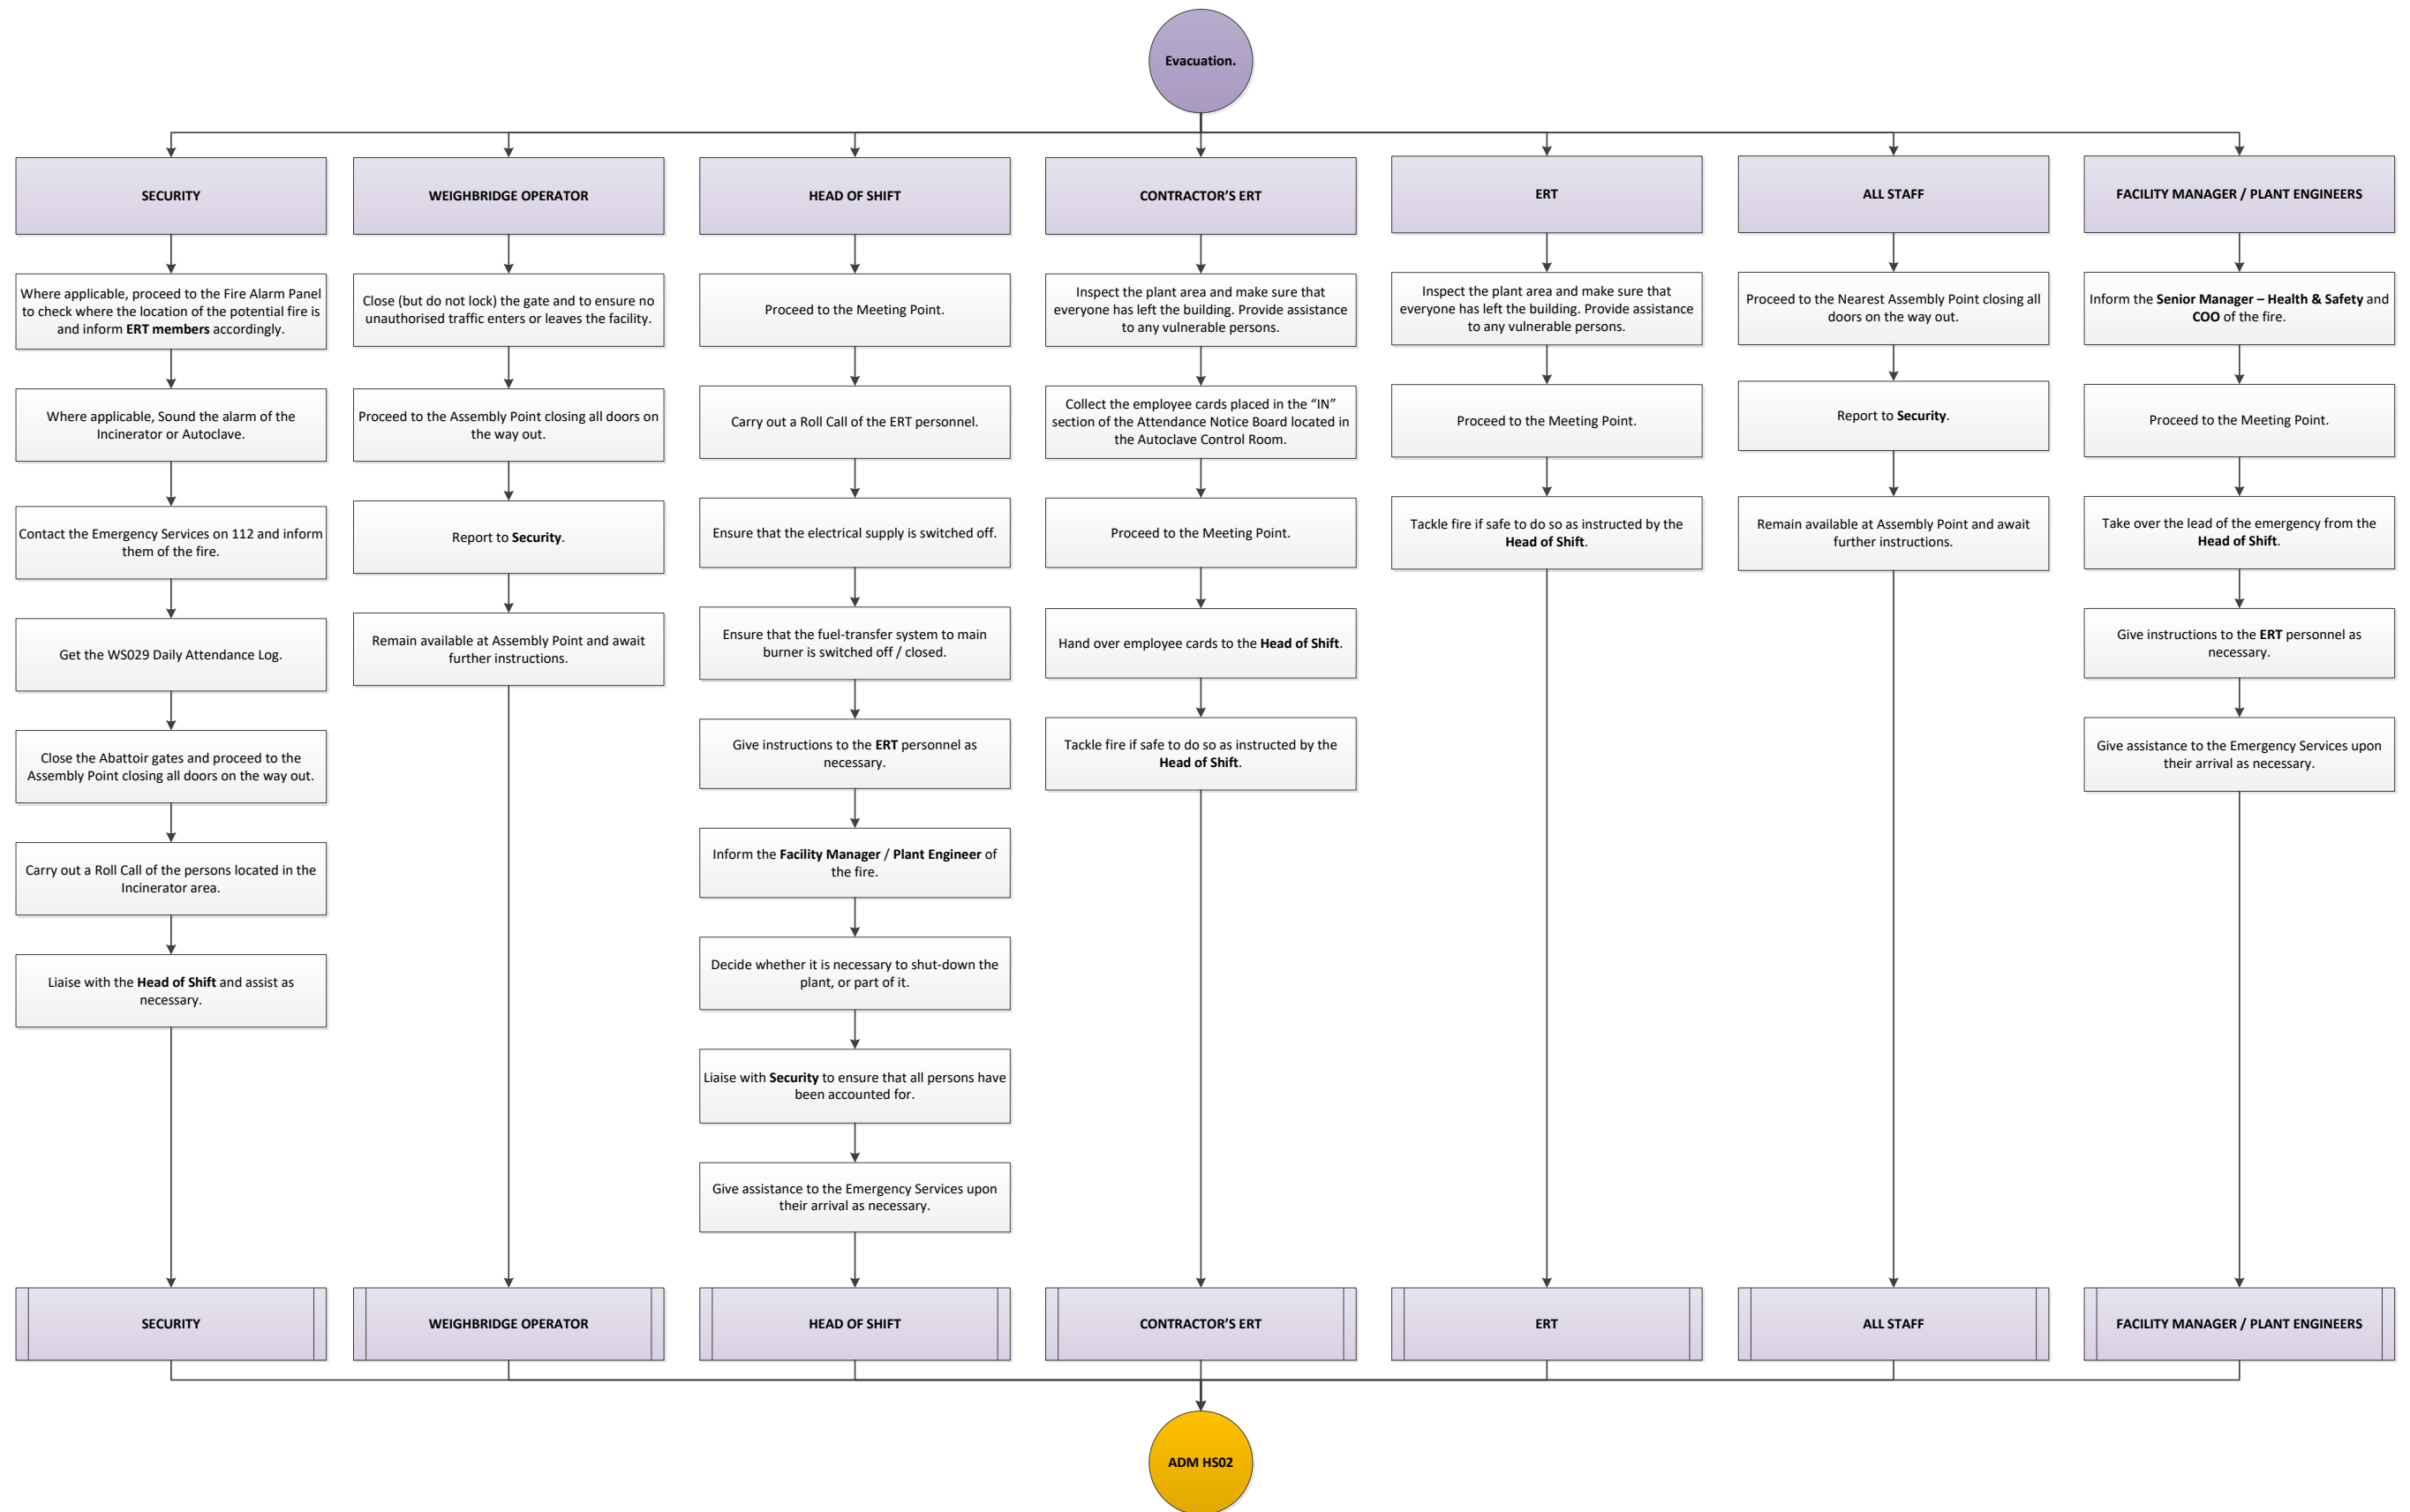 Evacuation.
SECURITY
Where applicable, proceed to the Fire Alarm Panel
to check where the location of the potential fire is
and inform ERT members accordingly.
Where applicable, Sound the alarm of the
Incinerator or Autoclave.
Contact the Emergency Services on 112 and inform
them of the fire.
Get the WS029 Daily Attendance Log.
Close the Abattoir gates and proceed to the
Assembly Point closing all doors on the way out.
Carry out a Roll Call of the persons located in the
Incinerator area.
Liaise with the Head of Shift and assist as
necessary.
SECURITY
WEIGHBRIDGE OPERATOR
Close (but do not lock) the gate and to ensure no
unauthorised traffic enters or leaves the facility.
Proceed to the Assembly Point closing all doors on
the way out.
Report to Security.
Remain available at Assembly Point and await
further instructions.
WEIGHBRIDGE OPERATOR
HEAD OF SHIFT
Proceed to the Meeting Point.
Carry out a Roll Call of the ERT personnel.
Ensure that the electrical supply is switched off.
Ensure that the fuel-transfer system to main
burner is switched off / closed.
Give instructions to the ERT personnel as
necessary.
Inform the Facility Manager / Plant Engineer of
the fire.
Decide whether it is necessary to shut-down the
plant, or part of it.
Liaise with Security to ensure that all persons have
been accounted for.
Give assistance to the Emergency Services upon
their arrival as necessary.
HEAD OF SHIFT
CONTRACTOR’S ERT
Inspect the plant area and make sure that
everyone has left the building. Provide assistance
to any vulnerable persons.
Collect the employee cards placed in the “IN”
section of the Attendance Notice Board located in
the Autoclave Control Room.
Proceed to the Meeting Point.
Hand over employee cards to the Head of Shift.
Tackle fire if safe to do so as instructed by the
Head of Shift.
CONTRACTOR’S ERT
ERT
Inspect the plant area and make sure that
everyone has left the building. Provide assistance
to any vulnerable persons.
Proceed to the Meeting Point.
Tackle fire if safe to do so as instructed by the
Head of Shift.
ERT
ALL STAFF
Proceed to the Nearest Assembly Point closing all
doors on the way out.
Report to Security.
Remain available at Assembly Point and await
further instructions.
ALL STAFF
FACILITY MANAGER / PLANT ENGINEERS
Inform the Senior Manager – Health & Safety and
COO of the fire.
Proceed to the Meeting Point.
Take over the lead of the emergency from the
Head of Shift.
Give instructions to the ERT personnel as
necessary.
Give assistance to the Emergency Services upon
their arrival as necessary.
FACILITY MANAGER / PLANT ENGINEERS
ADM HS02